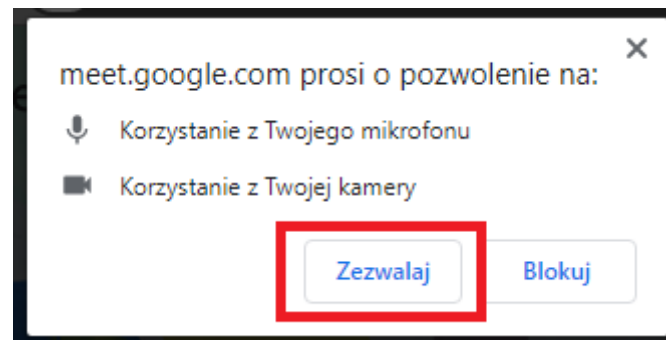 meet.google.com prosi o pozwolenie na:
Korzystanie z Twojego mikrofonu
Korzystanie z Twojej kamery
Zezwalaj Blokuj